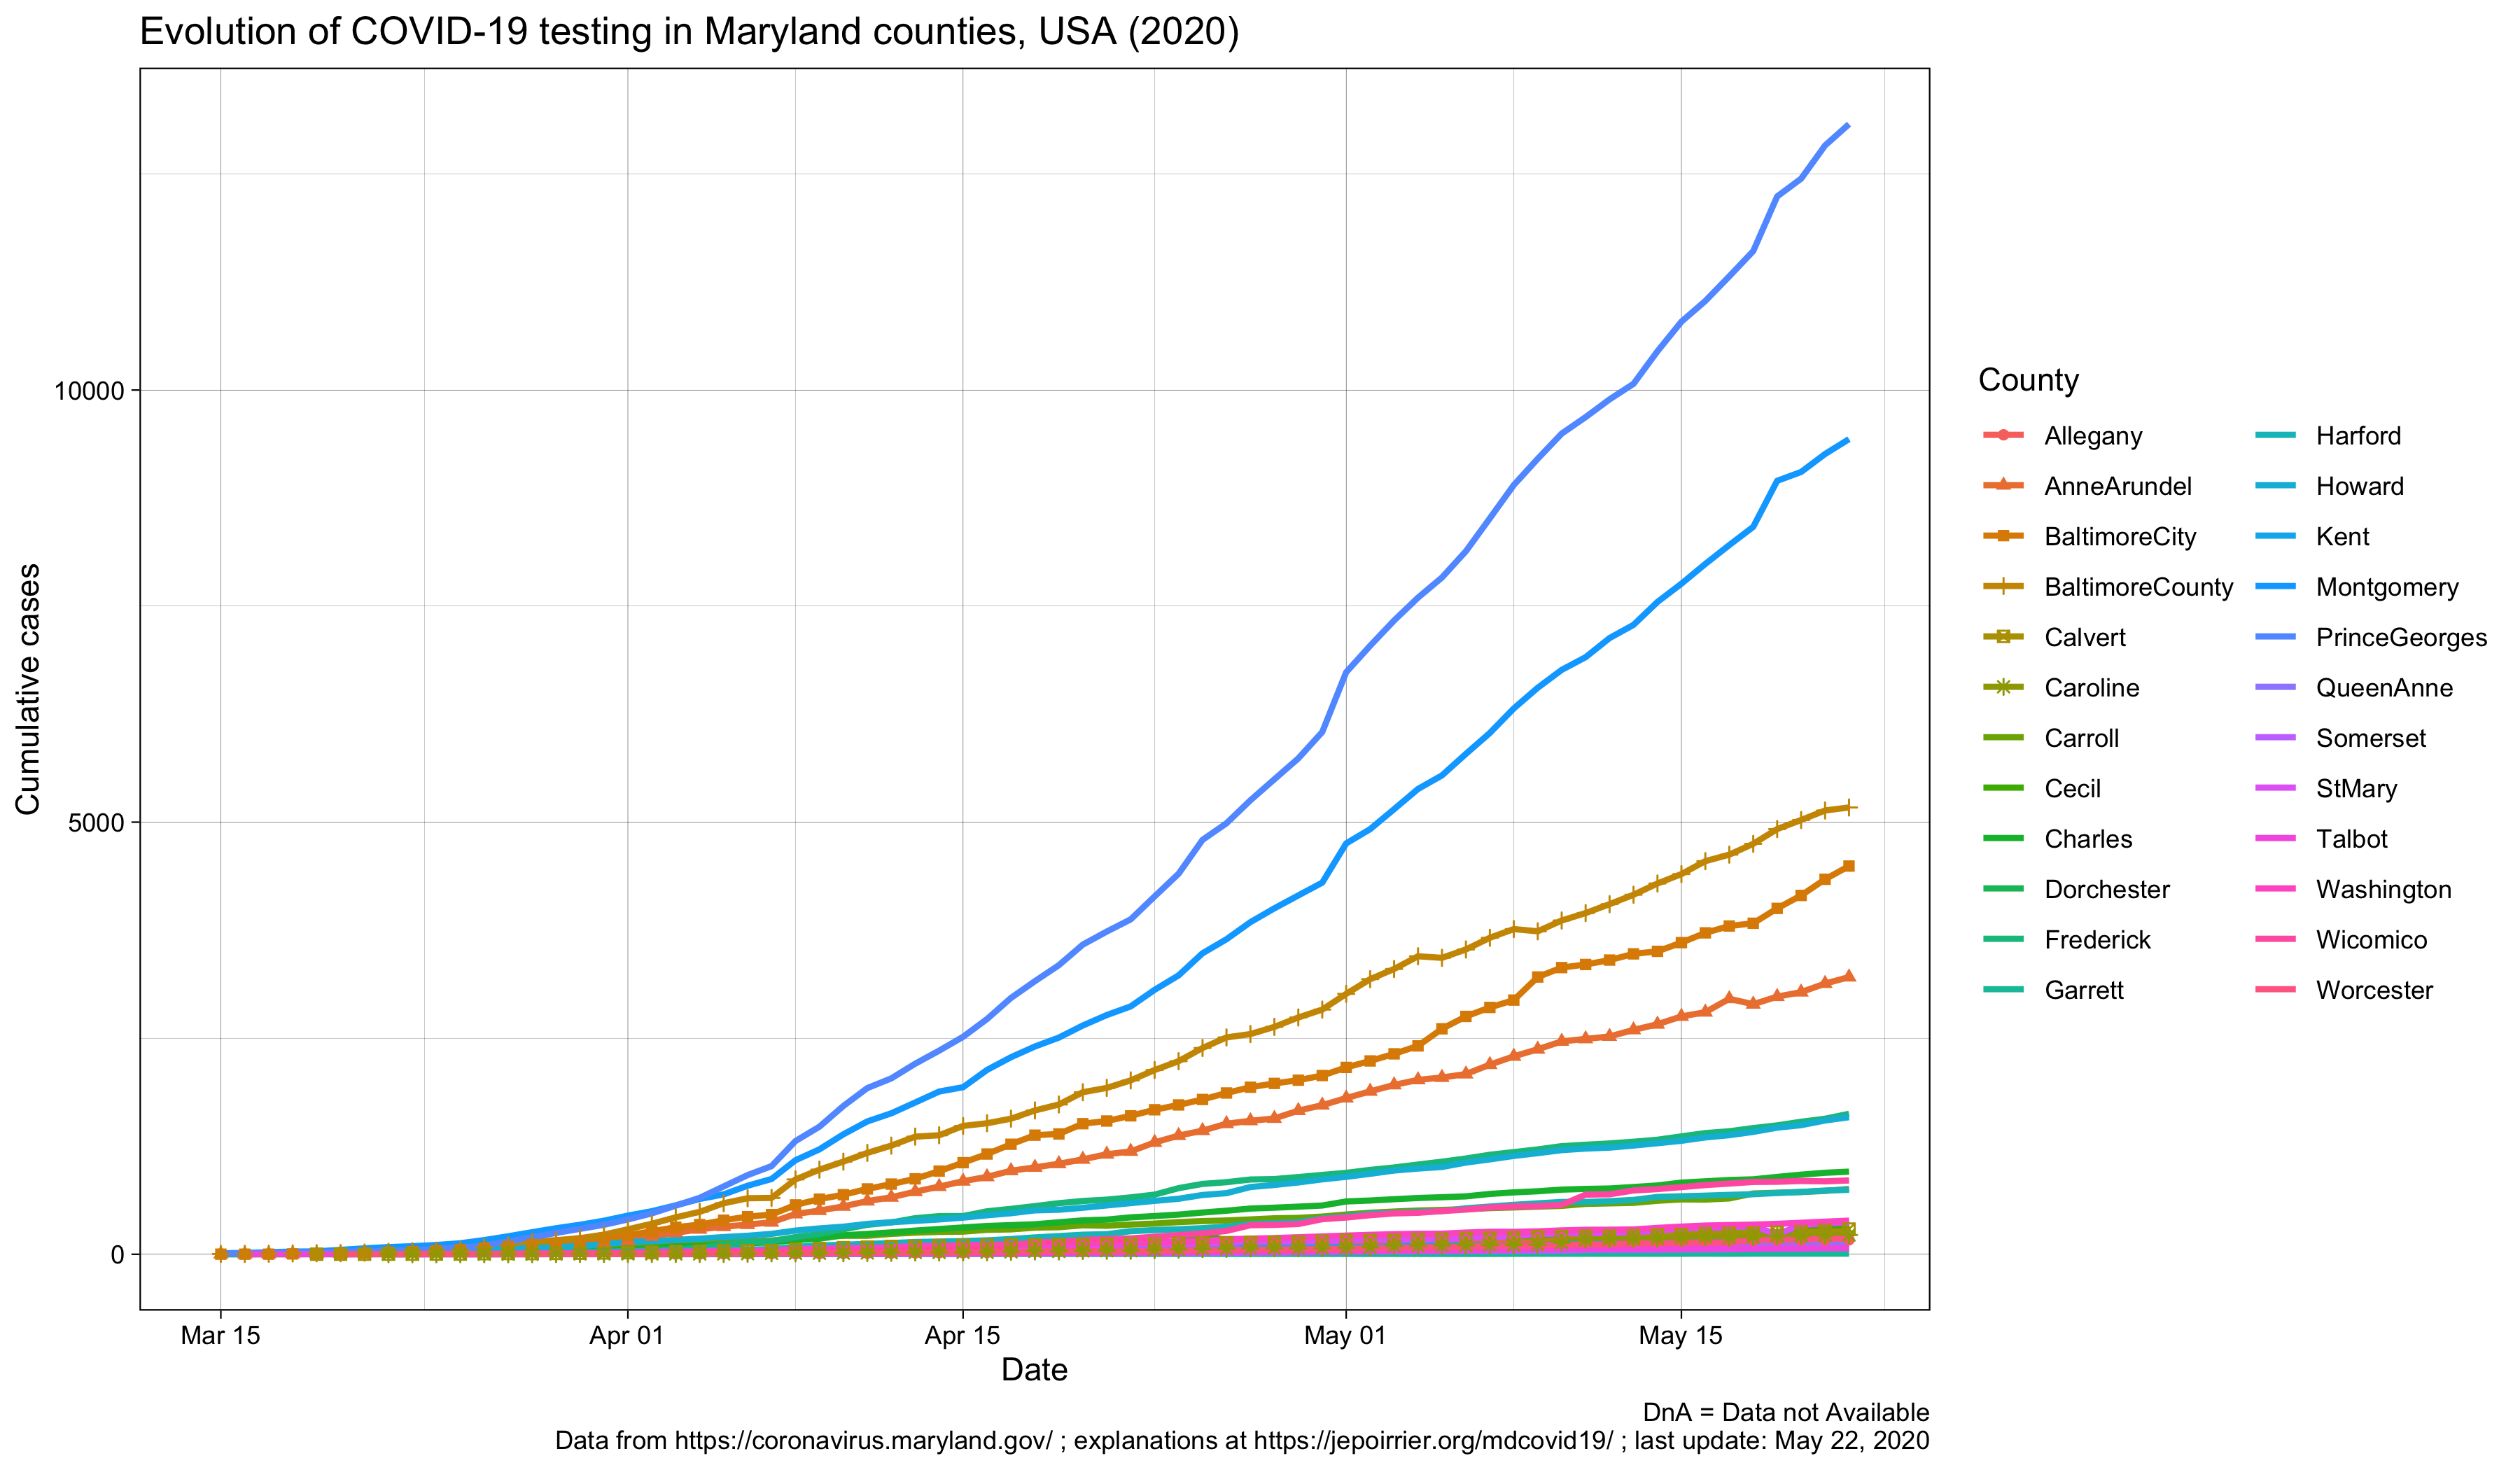 Evolution of COVID-19 testing in Maryland counties, USA (2020)
Cumulative cases
10000
5000
0
Mar 15
Apr 01
Apr 15
May 01
May 15
Date
County
Allegany
AnneArundel
BaltimoreCity
BaltimoreCounty
Calvert
Caroline
Carroll
Cecil
Charles
Dorchester
Frederick
Garrett
Harford
Howard
Kent
Montgomery
PrinceGeorges
QueenAnne
Somerset
StMary
Talbot
Washington
Wicomico
Worcester
DnA = Data not Available
Data from https://coronavirus.maryland.gov/ ; explanations at https://jepoirrier.org/mdcovid19/ ; last update: May 22, 2020